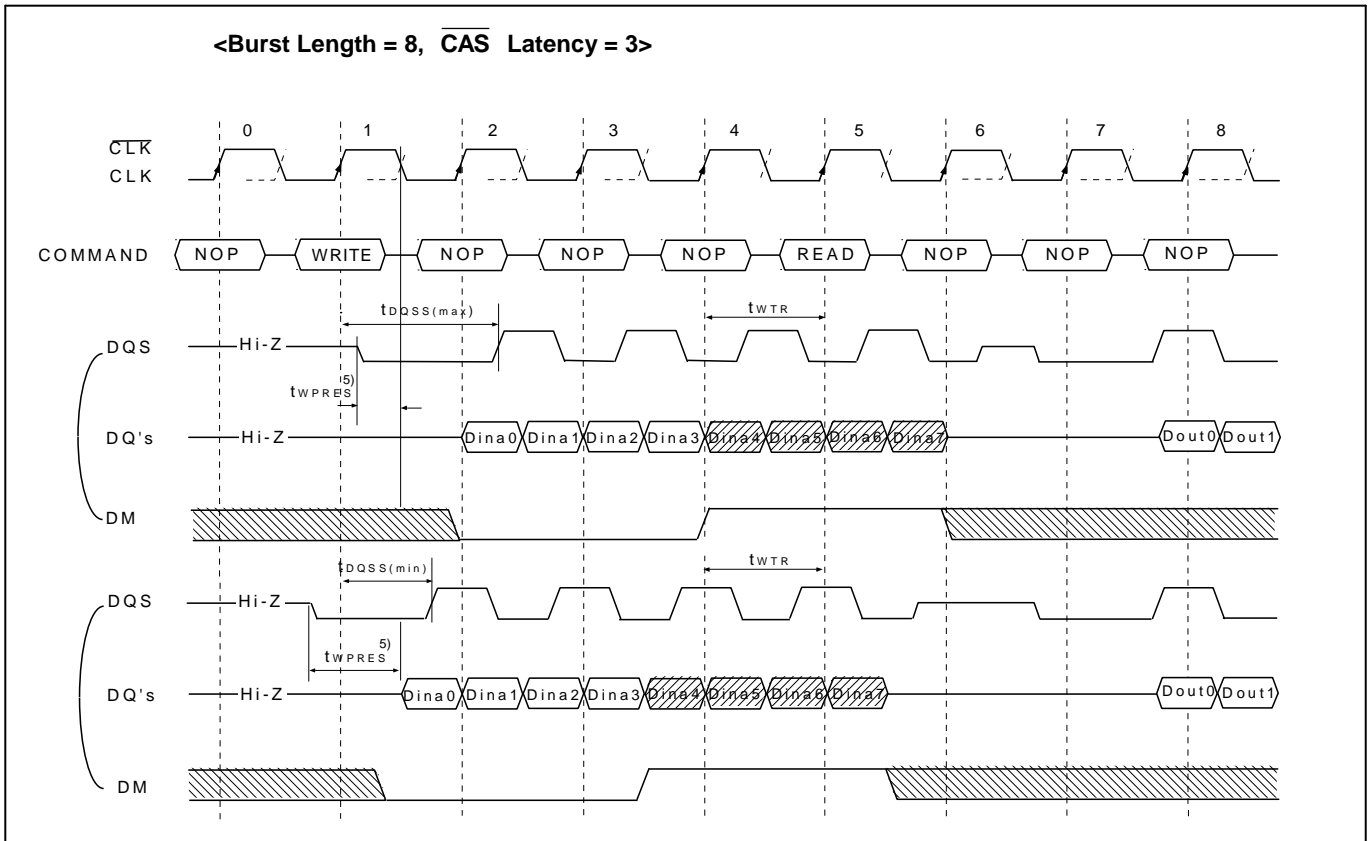 <Burst Length = 8, CAS Latency = 3>
0 1 2 3 4 5 6 7 8
CLK
CLK
COMMAND NOP WRITE NOP NOP NOP READ NOP NOP NOP
tDQSS(max) tWTR
DQS Hi-Z
tWPRES 5)
DQ's Hi-Z Dina0 Dina1 Dina2 Dina3 Dina4 Dina5 Dina6 Dina7 Dout0 Dout1
DM
tDQSS(min) tWTR
DQS Hi-Z
tWPRES 5)
DQ's Hi-Z Dina0 Dina1 Dina2 Dina3 Dina4 Dina5 Dina6 Dina7 Dout0 Dout1
DM